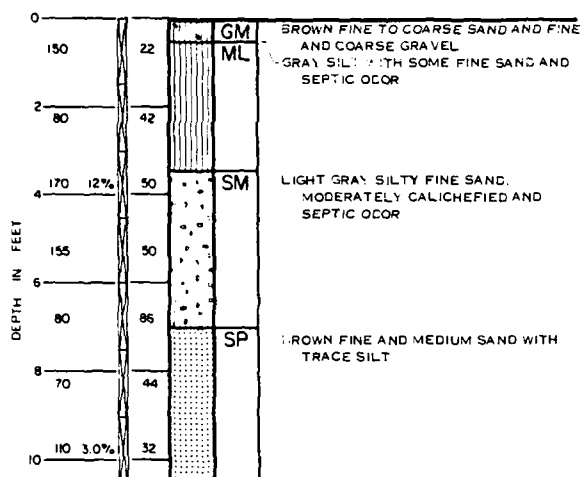 0
GM BROWN FINE TO COARSE SAND AND FINE
AND COARSE GRAVEL
150 22 ML
GRAY SILT WITH SOME FINE SAND AND
SEPTIC ODOR
2
80 42
170 12% 50 SM LIGHT GRAY SILTY FINE SAND,
MODERATELY CALICHEFIED AND
SEPTIC ODOR
4
155 50
6
80 86
SP BROWN FINE AND MEDIUM SAND WITH
TRACE SILT
8
70 44
110 3.0% 32
10
DEPTH IN FEET